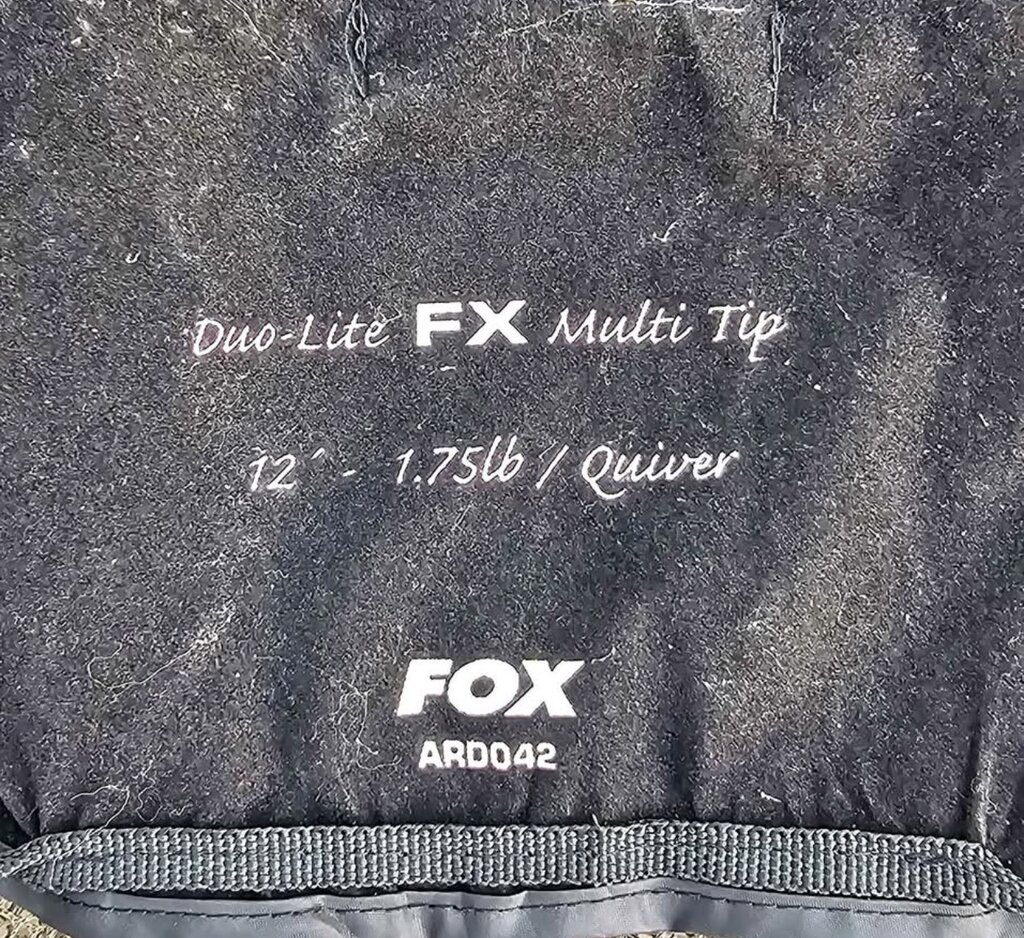 Duo-Lite FX Multi Tip
12´ - 1.75lb / Quiver
FOX
ARD042